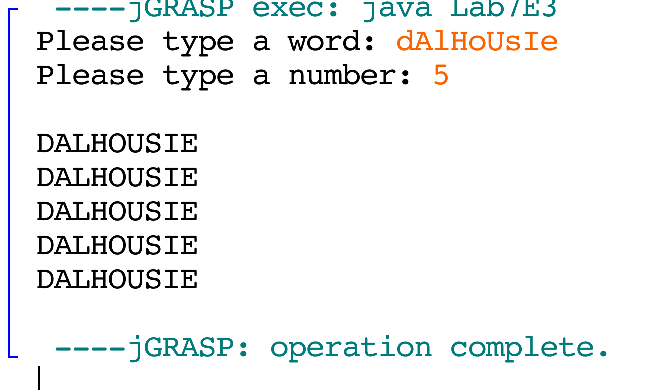 ----jGRASP exec: java Lab7E3
Please type a word: dAlHoUsIe
Please type a number: 5
DALHOUSIE
DALHOUSIE
DALHOUSIE
DALHOUSIE
DALHOUSIE
----jGRASP: operation complete.